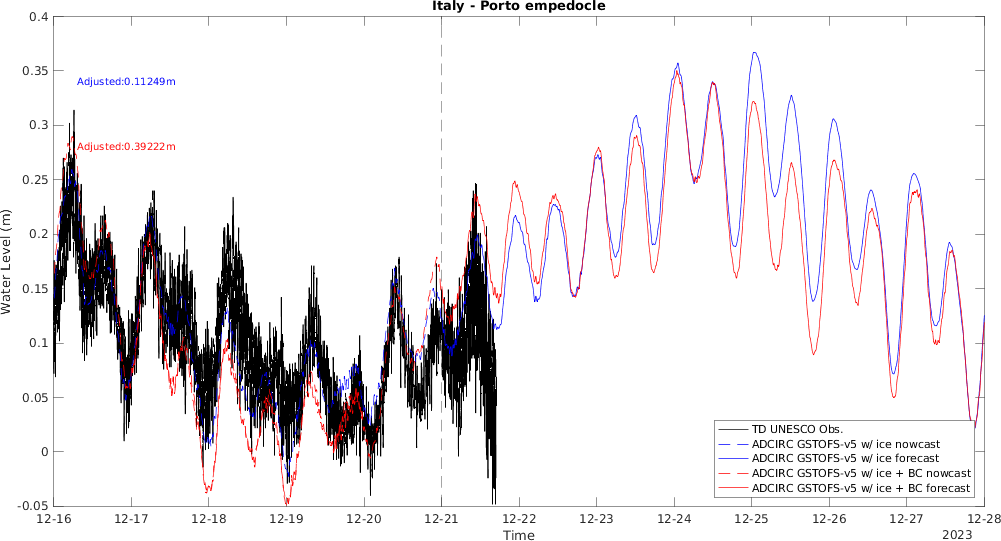 Italy - Porto empedocle
0.4
0.35
0.3
0.25
0.2
0.15
0.1
0.05
0
-0.05
Water Level (m)
Adjusted:0.11249m
Adjusted:0.39222m
TD UNESCO Obs.
ADCIRC GSTOFS-v5 w/ ice nowcast
ADCIRC GSTOFS-v5 w/ ice forecast
ADCIRC GSTOFS-v5 w/ ice + BC nowcast
ADCIRC GSTOFS-v5 w/ ice + BC forecast
12-16 12-17 12-18 12-19 12-20 12-21 12-22 12-23 12-24 12-25 12-26 12-27 12-28
Time
2023